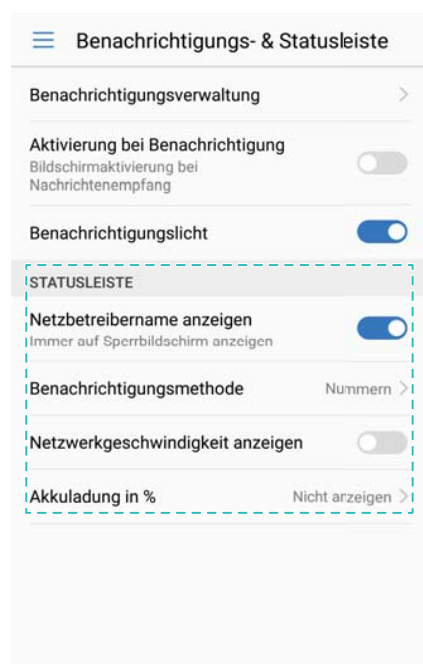 Benachrichtigungs- & Statusleiste
Benachrichtigungsverwaltung
Aktivierung bei Benachrichtigung
Bildschirmaktivierung bei
Nachrichtenempfang
Benachrichtigungslicht
STATUSLEISTE
Netzbetreibername anzeigen
Immer auf Sperrbildschirm anzeigen
Benachrichtigungsmethode Nummern
Netzwerkgeschwindigkeit anzeigen
Akkuladung in % Nicht anzeigen